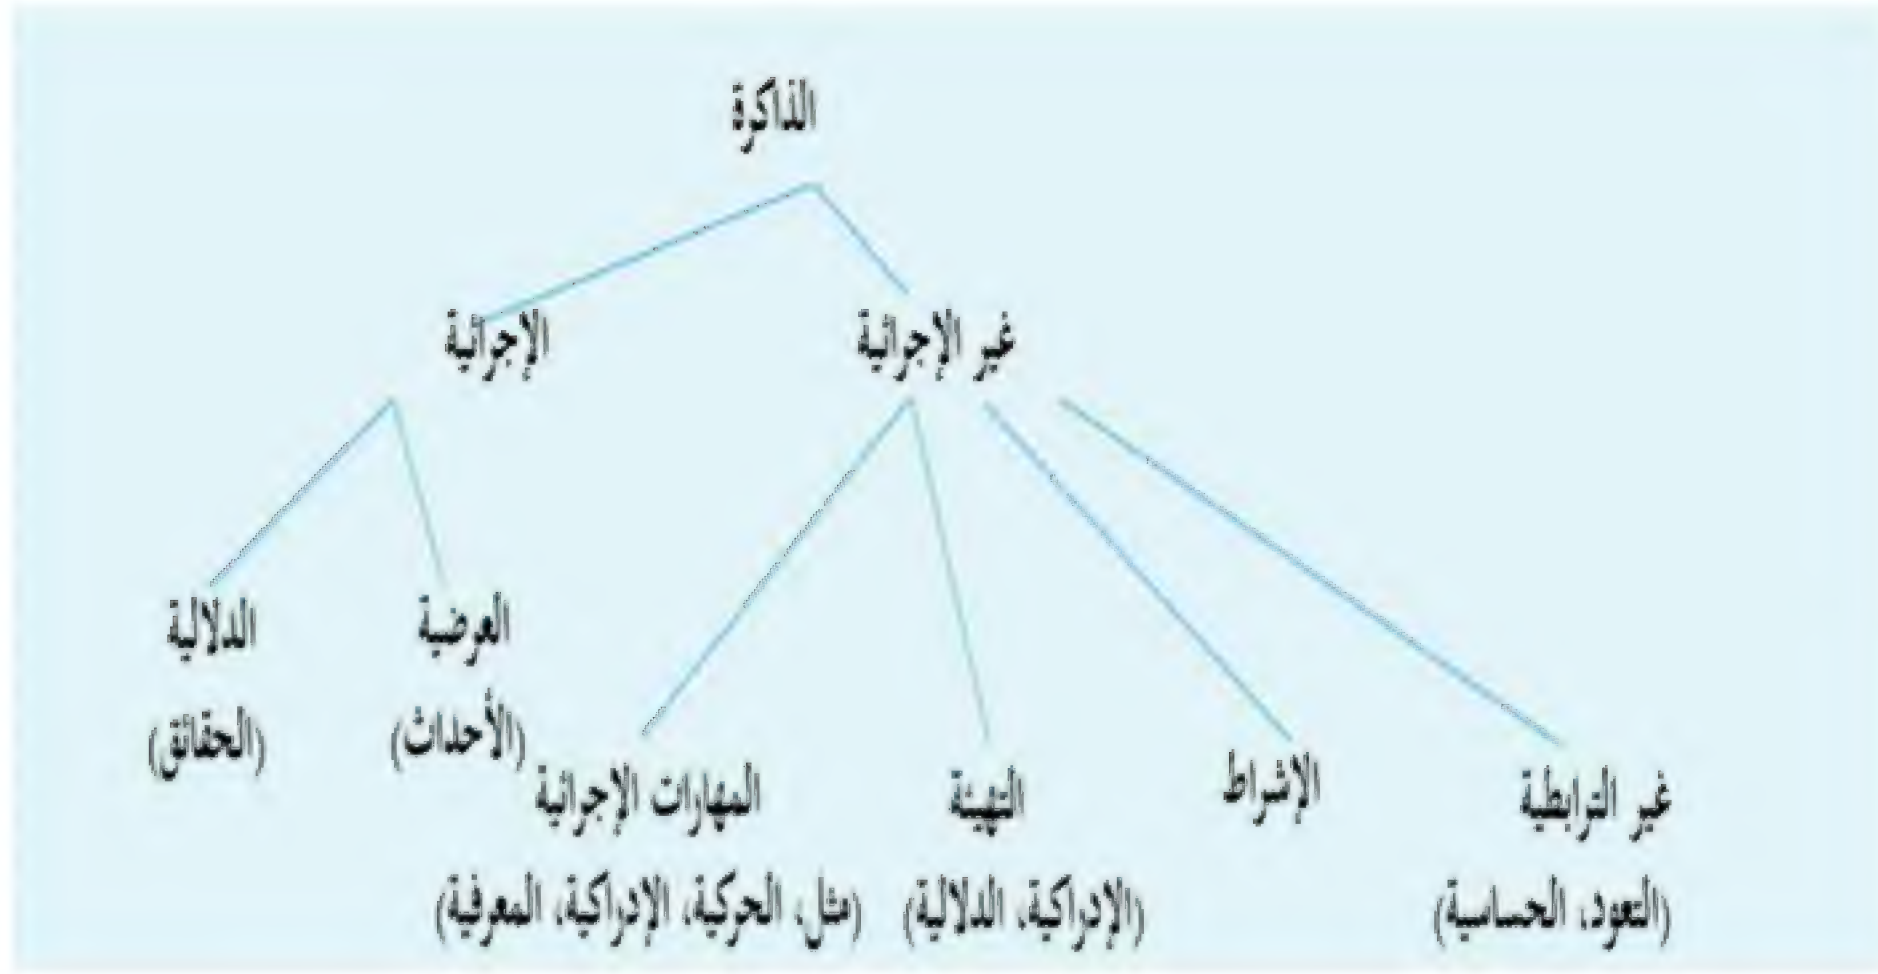 الذاكرة
غير الإجرائية
الإجرائية
العرضية
(الأحداث)
الدلالية
(الحقائق)
غير الترابطية
(التعود، الحساسية)
الإشراط
التهيئة
(الإدراكية، الدلالية)
المهارات الإجرائية
(مثل، الحركية، الإدراكية، المعرفية)